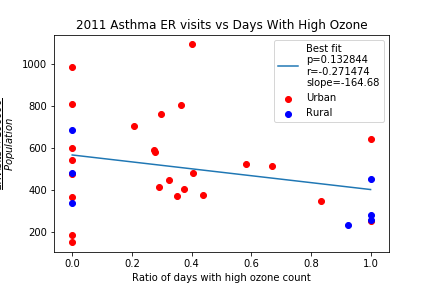 2011 Asthma ER visits vs Days With High Ozone
1000
800
600
400
200
Population
Best fit
p=0.132844
r=-0.271474
slope=-164.68
Urban
Rural
0.0
0.2
0.4
0.6
0.8
1.0
Ratio of days with high ozone count